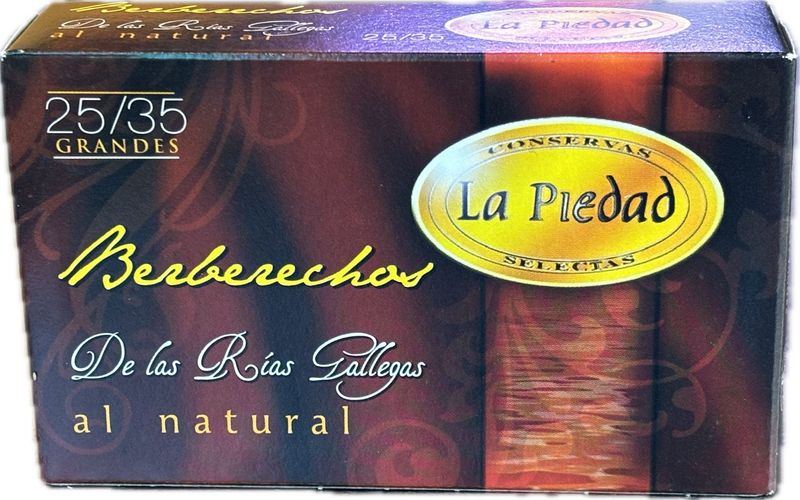 Berberechos
De las Rías Gallegas
al natural
25/35
La Piedad
25/35
GRANDES
CONSERVAS
La Piedad
SELECTAS
Berberechos
De las Rías Gallegas
al natural